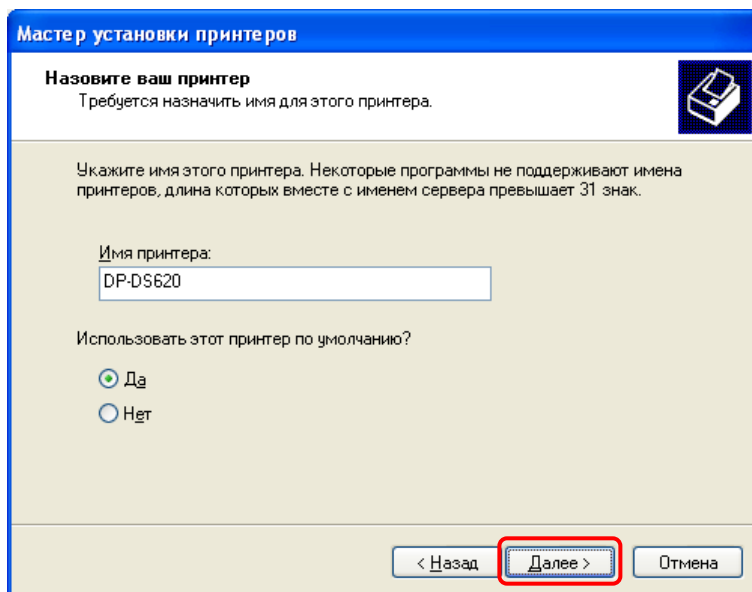 Мастер установки принтеров
Назовите ваш принтер
Требуется назначить имя для этого принтера.
Укажите имя этого принтера. Некоторые программы не поддерживают имена
принтеров, длина которых вместе с именем сервера превышает 31 знак.
Имя принтера:
DP-DS620
Использовать этот принтер по умолчанию?
Да
Нет
< Назад Далее > Отмена